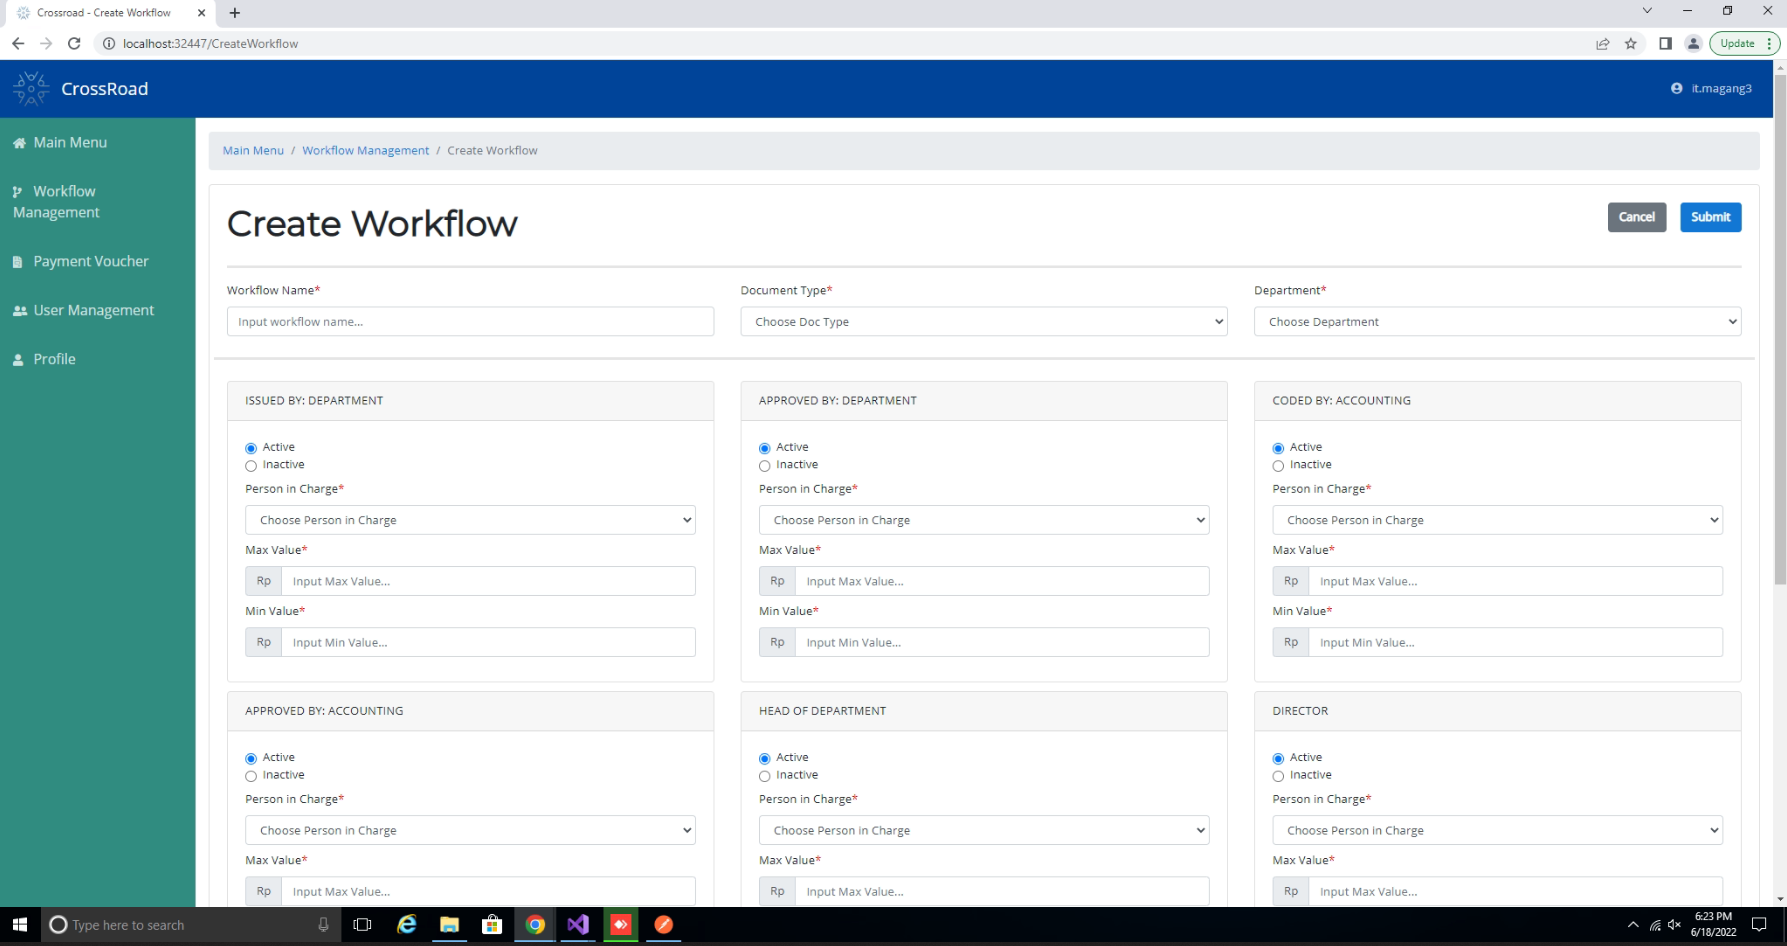 Crossroad - Create Workflow
localhost:32447/CreateWorkflow
Update
CrossRoad
it.magang3
Main Menu
Workflow
Management
Payment Voucher
User Management
Profile
Main Menu / Workflow Management / Create Workflow
Create Workflow
Cancel
Submit
Workflow Name* Document Type* Department*
Input workflow name... Choose Doc Type Choose Department
ISSUED BY: DEPARTMENT
Active
Inactive
Person in Charge*
Choose Person in Charge
Max Value*
Rp Input Max Value...
Min Value*
Rp Input Min Value...
APPROVED BY: DEPARTMENT
Active
Inactive
Person in Charge*
Choose Person in Charge
Max Value*
Rp Input Max Value...
Min Value*
Rp Input Min Value...
CODED BY: ACCOUNTING
Active
Inactive
Person in Charge*
Choose Person in Charge
Max Value*
Rp Input Max Value...
Min Value*
Rp Input Min Value...
APPROVED BY: ACCOUNTING
Active
Inactive
Person in Charge*
Choose Person in Charge
Max Value*
Rp Input Max Value...
HEAD OF DEPARTMENT
Active
Inactive
Person in Charge*
Choose Person in Charge
Max Value*
Rp Input Max Value...
DIRECTOR
Active
Inactive
Person in Charge*
Choose Person in Charge
Max Value*
Rp Input Max Value...
Type here to search
6:23 PM
6/18/2022